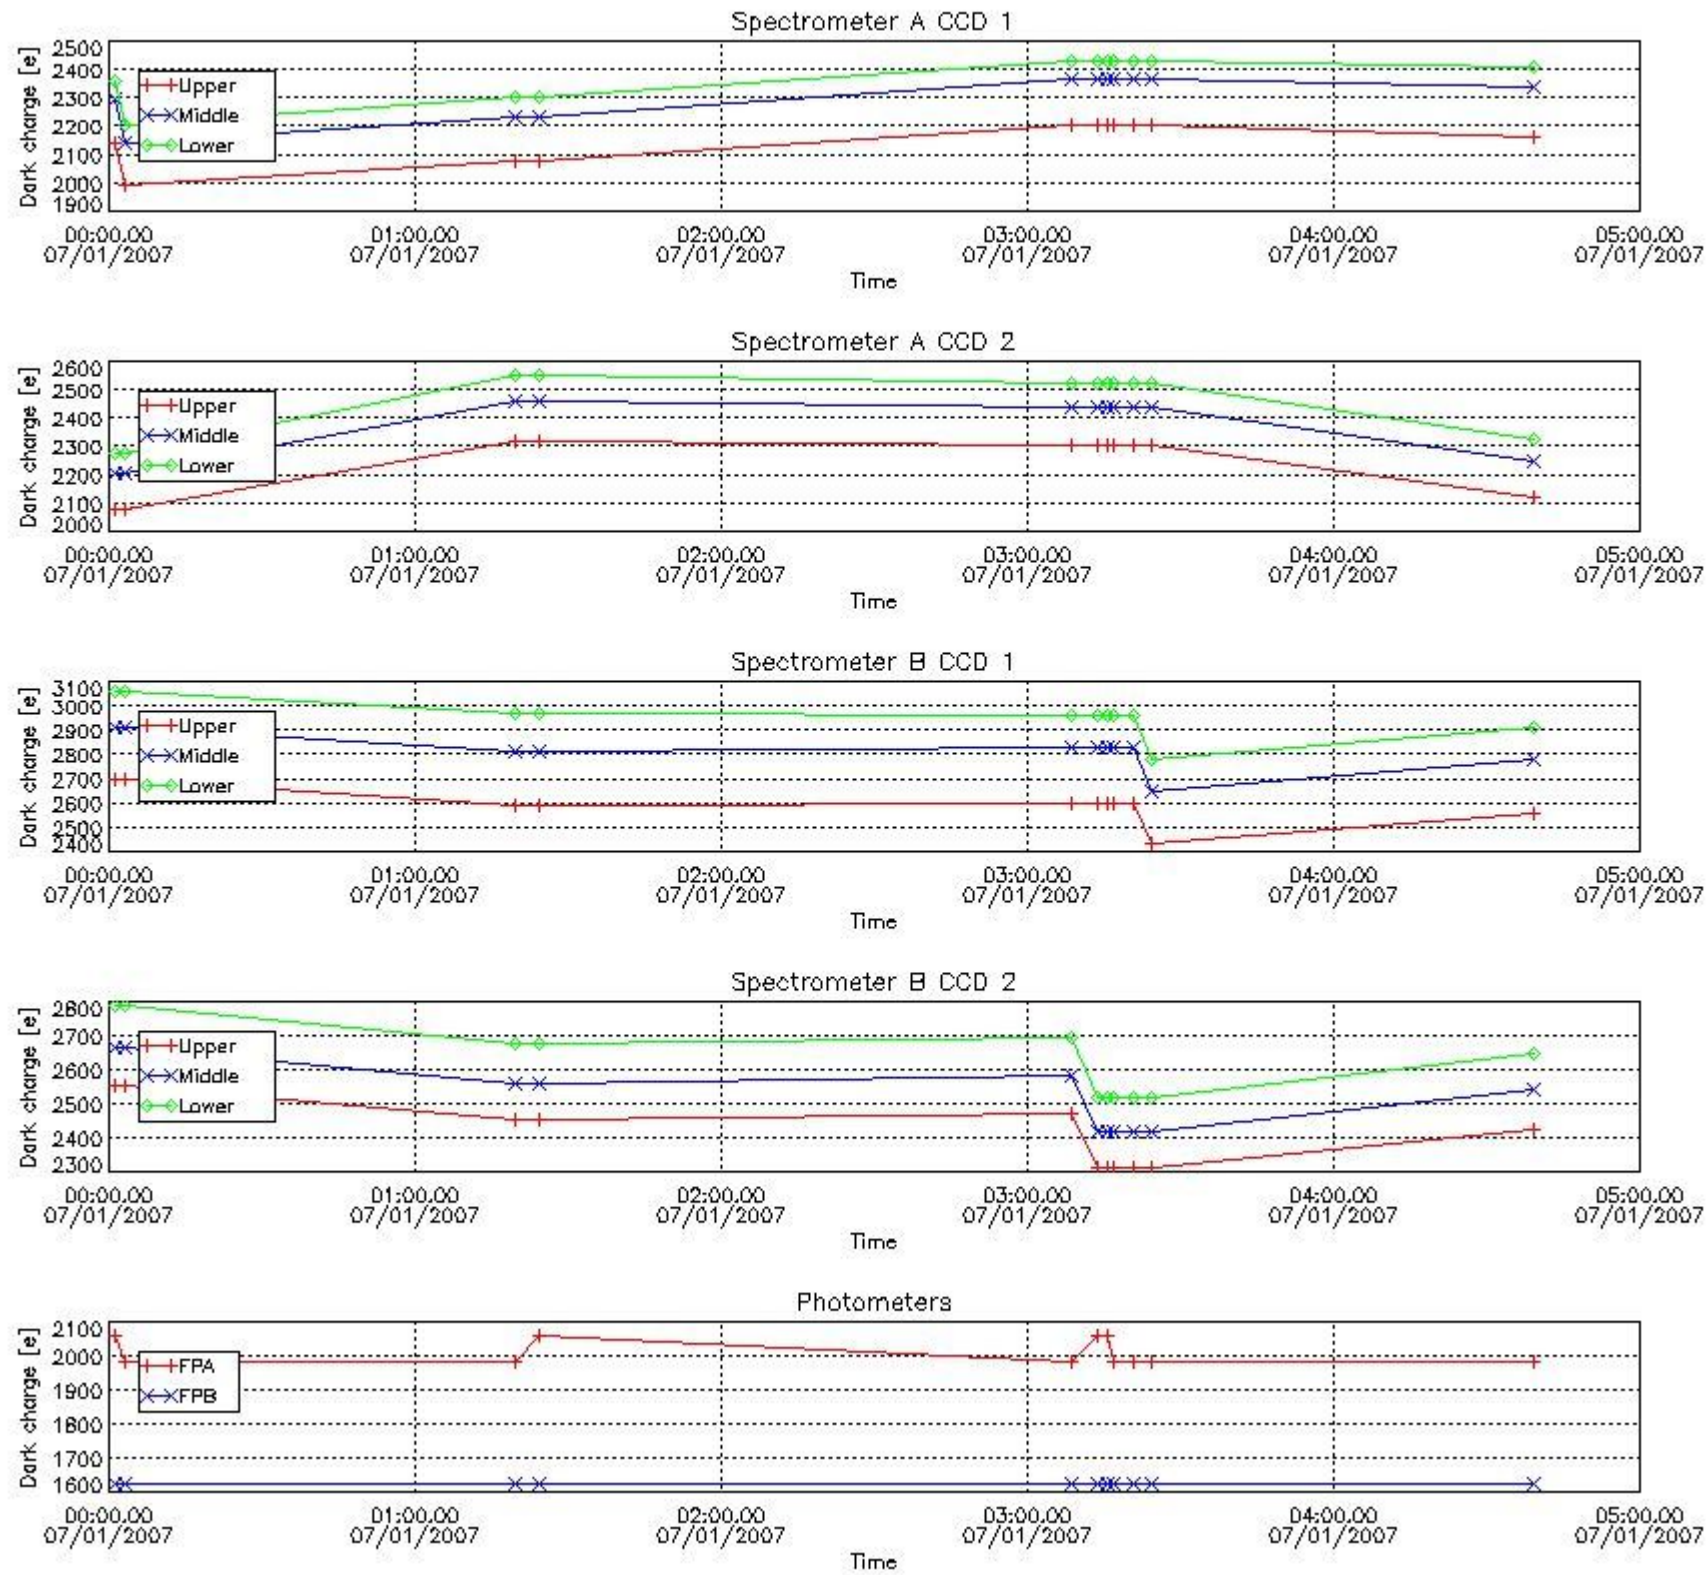 Spectrometer A CCD 1
Dark charge [e]
2500
2400
2300
2200
2100
2000
1900
Upper
Middle
Lower
00:00.00 01:00.00 02:00.00 03:00.00 04:00.00 05:00.00
07/01/2007 07/01/2007 07/01/2007 07/01/2007 07/01/2007 07/01/2007
Time
Spectrometer A CCD 2
Dark charge [e]
2600
2500
2400
2300
2200
2100
2000
Upper
Middle
Lower
00:00.00 01:00.00 02:00.00 03:00.00 04:00.00 05:00.00
07/01/2007 07/01/2007 07/01/2007 07/01/2007 07/01/2007 07/01/2007
Time
Spectrometer B CCD 1
Dark charge [e]
3100
3000
2900
2800
2700
2600
2500
2400
Upper
Middle
Lower
00:00.00 01:00.00 02:00.00 03:00.00 04:00.00 05:00.00
07/01/2007 07/01/2007 07/01/2007 07/01/2007 07/01/2007 07/01/2007
Time
Spectrometer B CCD 2
Dark charge [e]
2800
2700
2600
2500
2400
2300
Upper
Middle
Lower
00:00.00 01:00.00 02:00.00 03:00.00 04:00.00 05:00.00
07/01/2007 07/01/2007 07/01/2007 07/01/2007 07/01/2007 07/01/2007
Time
Photometers
Dark charge [e]
2100
2000
1900
1800
1700
1600
FPA
FPB
00:00.00 01:00.00 02:00.00 03:00.00 04:00.00 05:00.00
07/01/2007 07/01/2007 07/01/2007 07/01/2007 07/01/2007 07/01/2007
Time